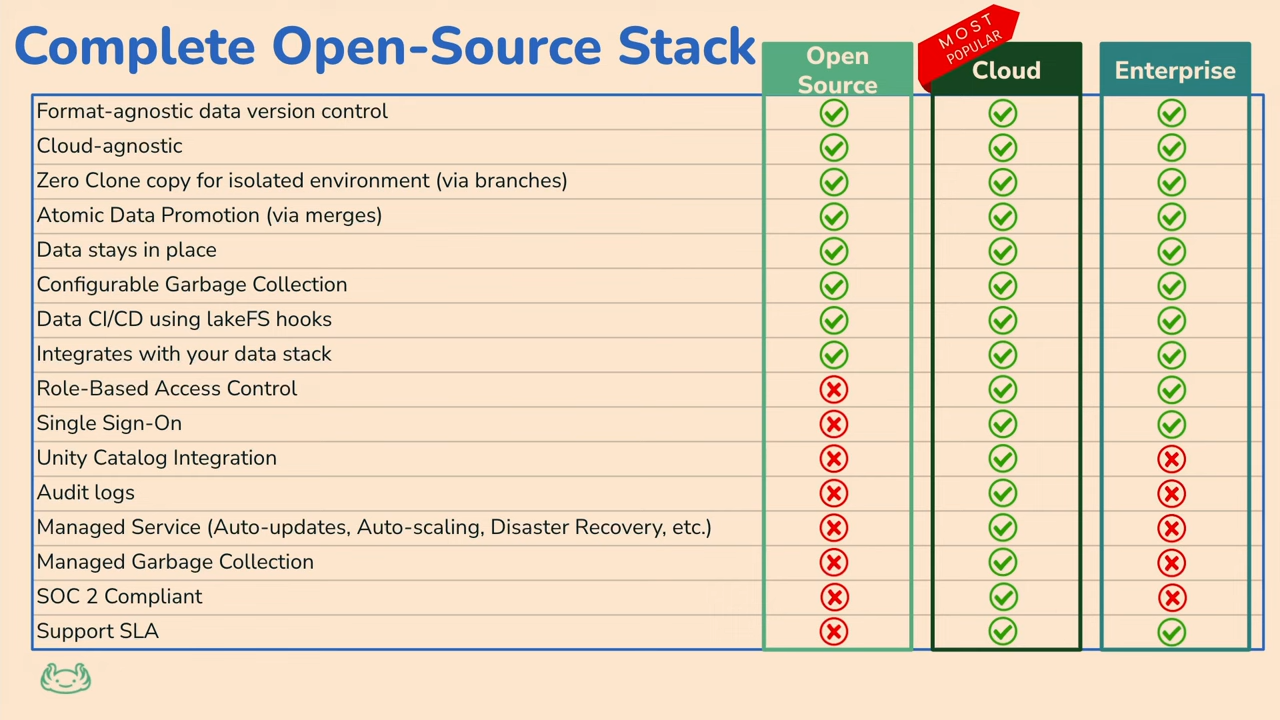 Complete Open-Source Stack
Open
Source
MOST
POPULAR
Cloud
Enterprise
Format-agnostic data version control
Cloud-agnostic
Zero Clone copy for isolated environment (via branches)
Atomic Data Promotion (via merges)
Data stays in place
Configurable Garbage Collection
Data CI/CD using lakeFS hooks
Integrates with your data stack
Role-Based Access Control
Single Sign-On
Unity Catalog Integration
Audit logs
Managed Service (Auto-updates, Auto-scaling, Disaster Recovery, etc.)
Managed Garbage Collection
SOC 2 Compliant
Support SLA